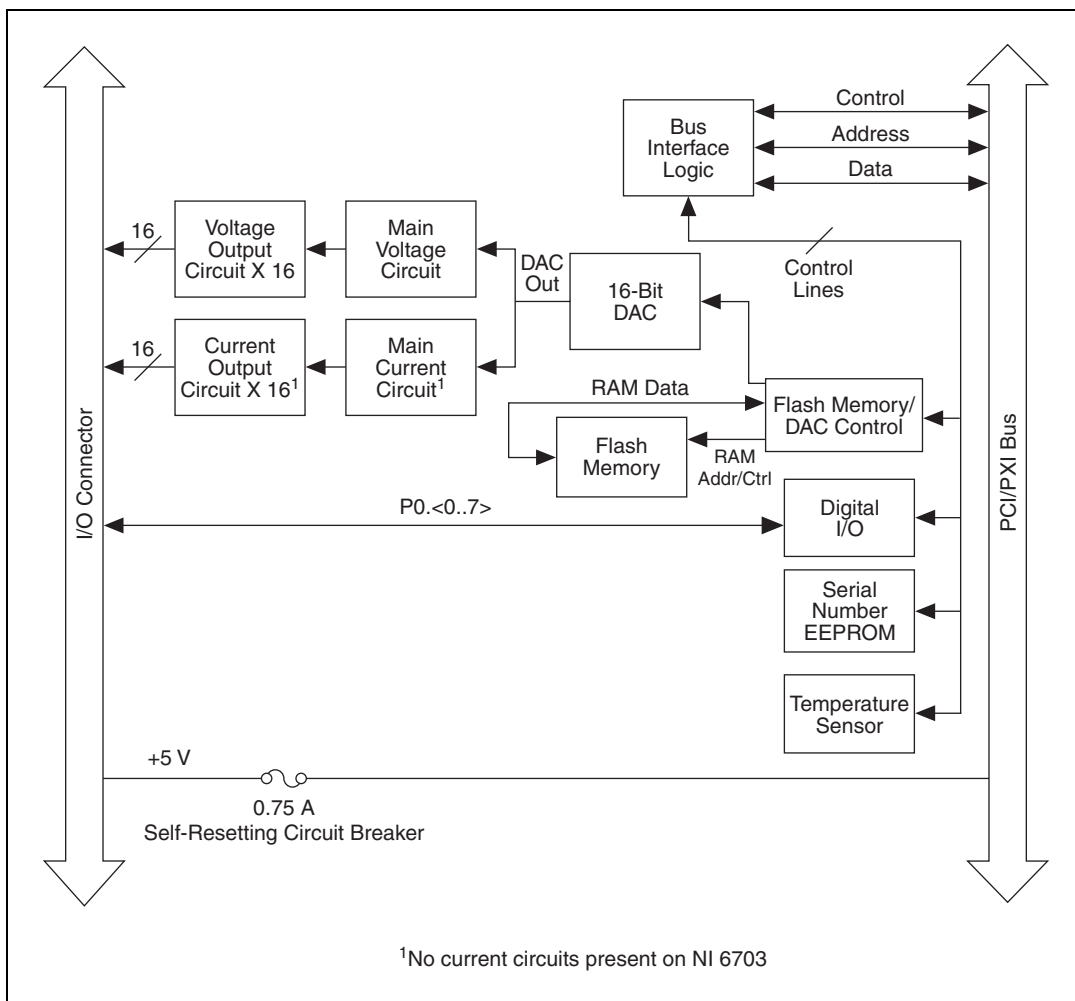 Control
Bus
Interface
Logic
Address
Data
16
Voltage
Output
Circuit X 16
Main
Voltage
Circuit
DAC
Out
16-Bit
DAC
Control
Lines
16
Current
Output
Circuit X 16¹
Main
Current
Circuit¹
RAM Data
Flash Memory/
DAC Control
Flash
Memory
RAM
Addr/Ctrl
I/O Connector
PCI/PXI Bus
P0.<0..7>
Digital
I/O
Serial
Number
EEPROM
Temperature
Sensor
+5 V
0.75 A
Self-Resetting Circuit Breaker
¹No current circuits present on NI 6703